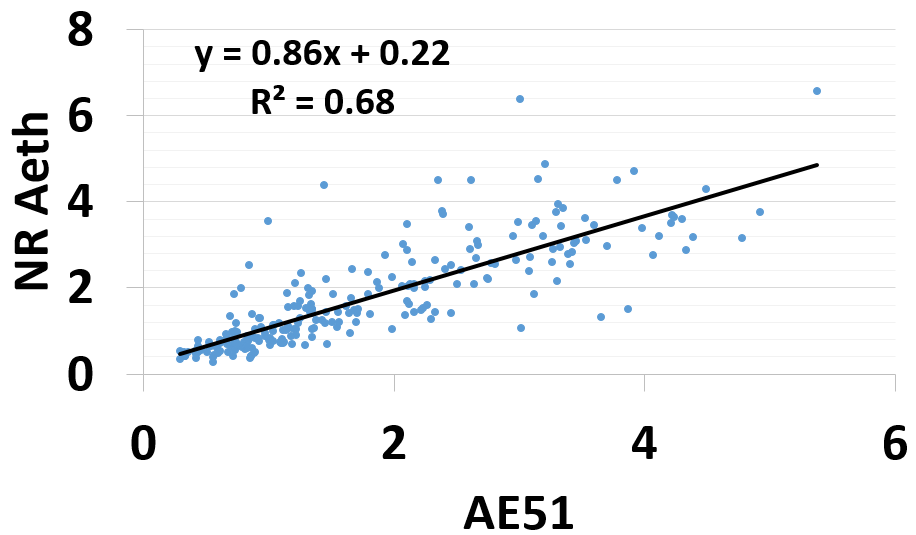 y = 0.86x + 0.22
R² = 0.68
NR Aeth
8
6
4
2
0
0 2 4 6
AE51